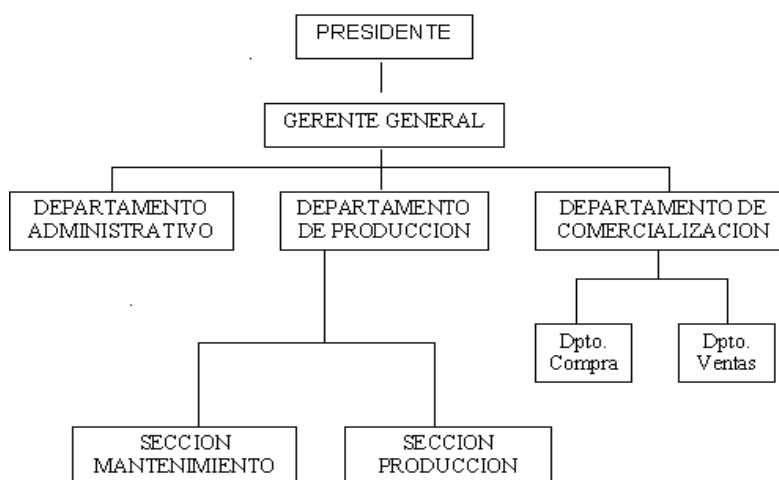 PRESIDENTE
GERENTE GENERAL
DEPARTAMENTO
ADMINISTRATIVO
DEPARTAMENTO
DE PRODUCCION
DEPARTAMENTO DE
COMERCIALIZACION
Dpto.
Compra
Dpto.
Ventas
SECCION
MANTENIMIENTO
SECCION
PRODUCCION